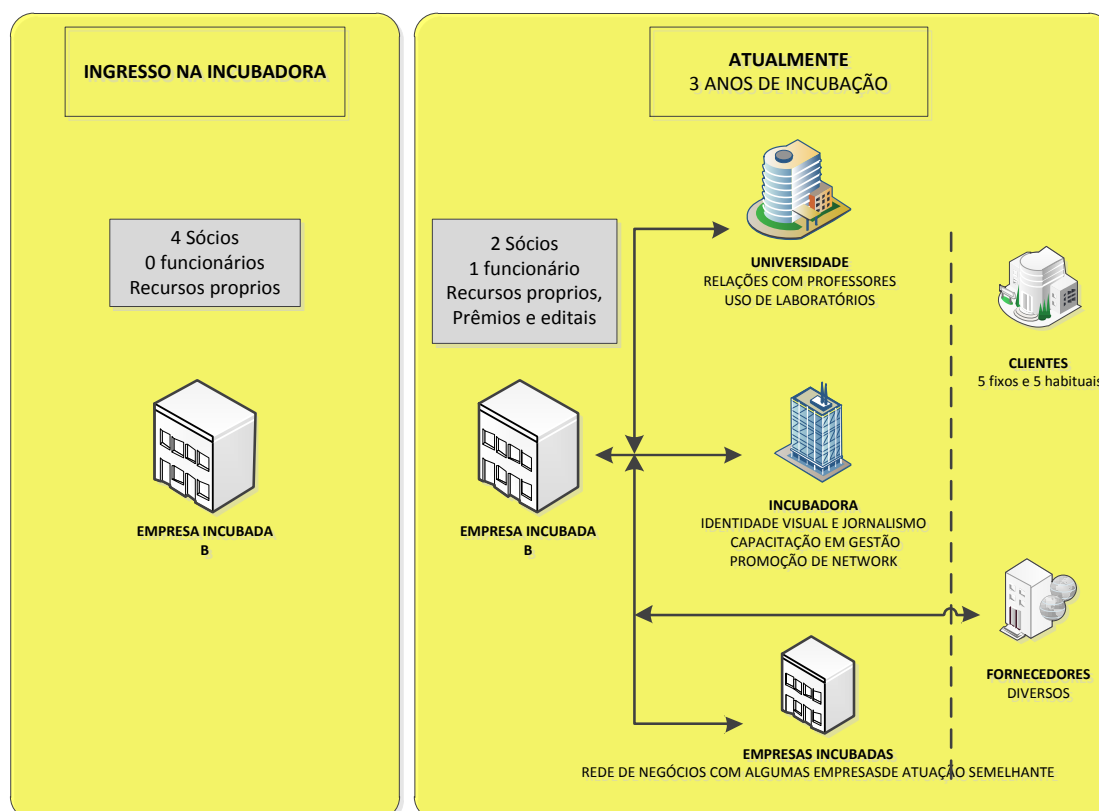 INGRESSO NA INCUBADORA
4 Sócios
0 funcionários
Recursos proprios
EMPRESA INCUBADA
B
ATUALMENTE
3 ANOS DE INCUBAÇÃO
2 Sócios
1 funcionário
Recursos proprios,
Prêmios e editais
EMPRESA INCUBADA
B
UNIVERSIDADE
RELAÇÕES COM PROFESSORES
USO DE LABORATÓRIOS
CLIENTES
5 fixos e 5 habituais
INCUBADORA
IDENTIDADE VISUAL E JORNALISMO
CAPACITAÇÃO EM GESTÃO
PROMOÇÃO DE NETWORK
FORNECEDORES
DIVERSOS
EMPRESAS INCUBADAS
REDE DE NEGÓCIOS COM ALGUMAS EMPRESASDE ATUAÇÃO SEMELHANTE